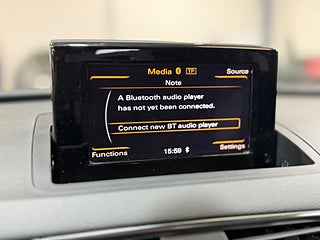 Media TP
Source
Note
A Bluetooth audio player
has not yet been connected.
Connect new BT audio player
Functions
15:59
Settings